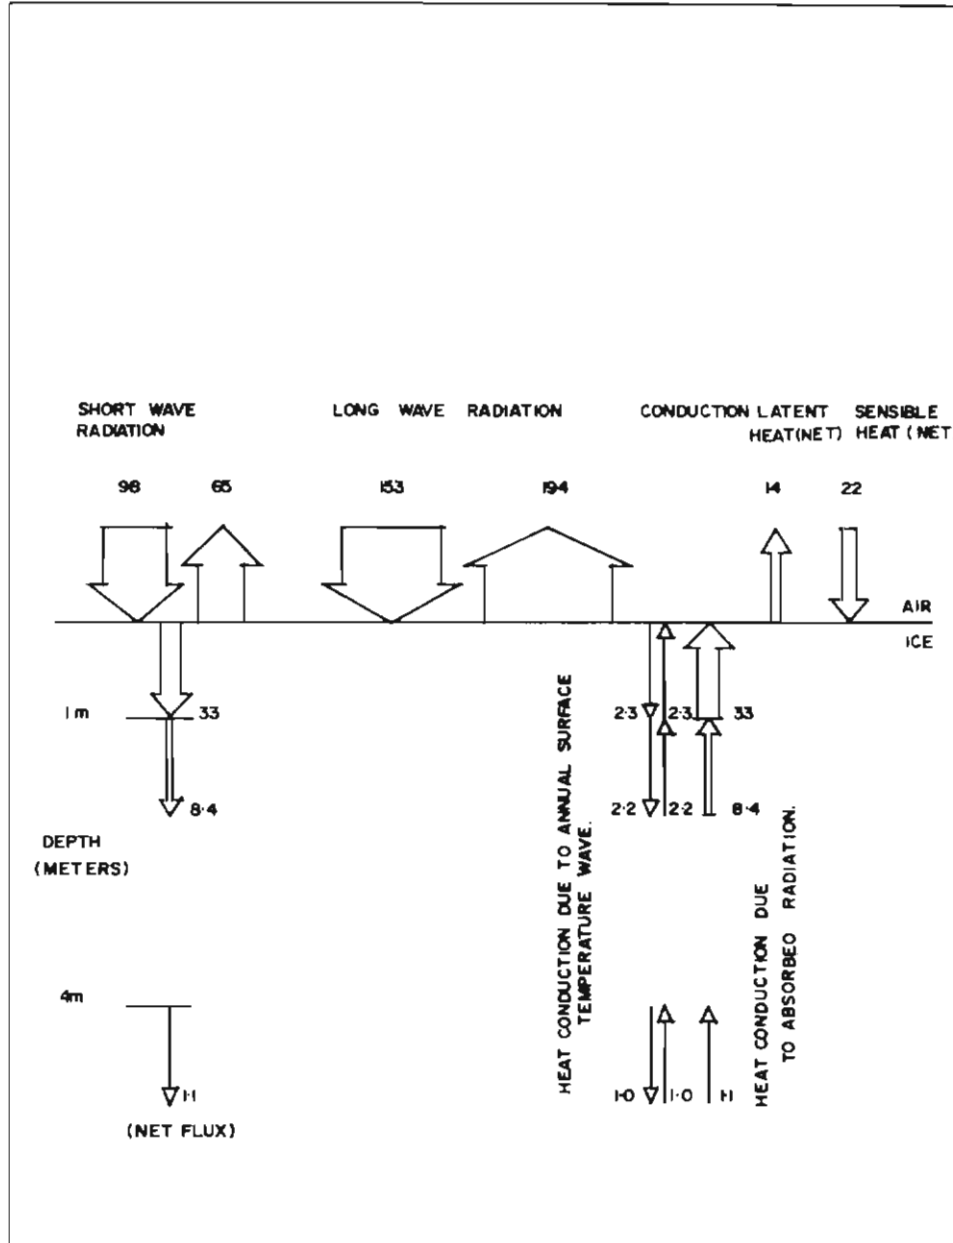 SHORT WAVE
RADIATION
LONG WAVE RADIATION
CONDUCTION
LATENT
HEAT(NET)
SENSIBLE
HEAT (NET
98
65
153
194
14
22
AIR
ICE
1 m
33
2·3
2·3
33
8·4
2·2
2·2
8·4
DEPTH
(METERS)
HEAT CONDUCTION DUE TO ANNUAL SURFACE
TEMPERATURE WAVE.
HEAT CONDUCTION DUE
TO ABSORBED RADIATION.
4m
1·1
1·0
1·0
1·1
(NET FLUX)